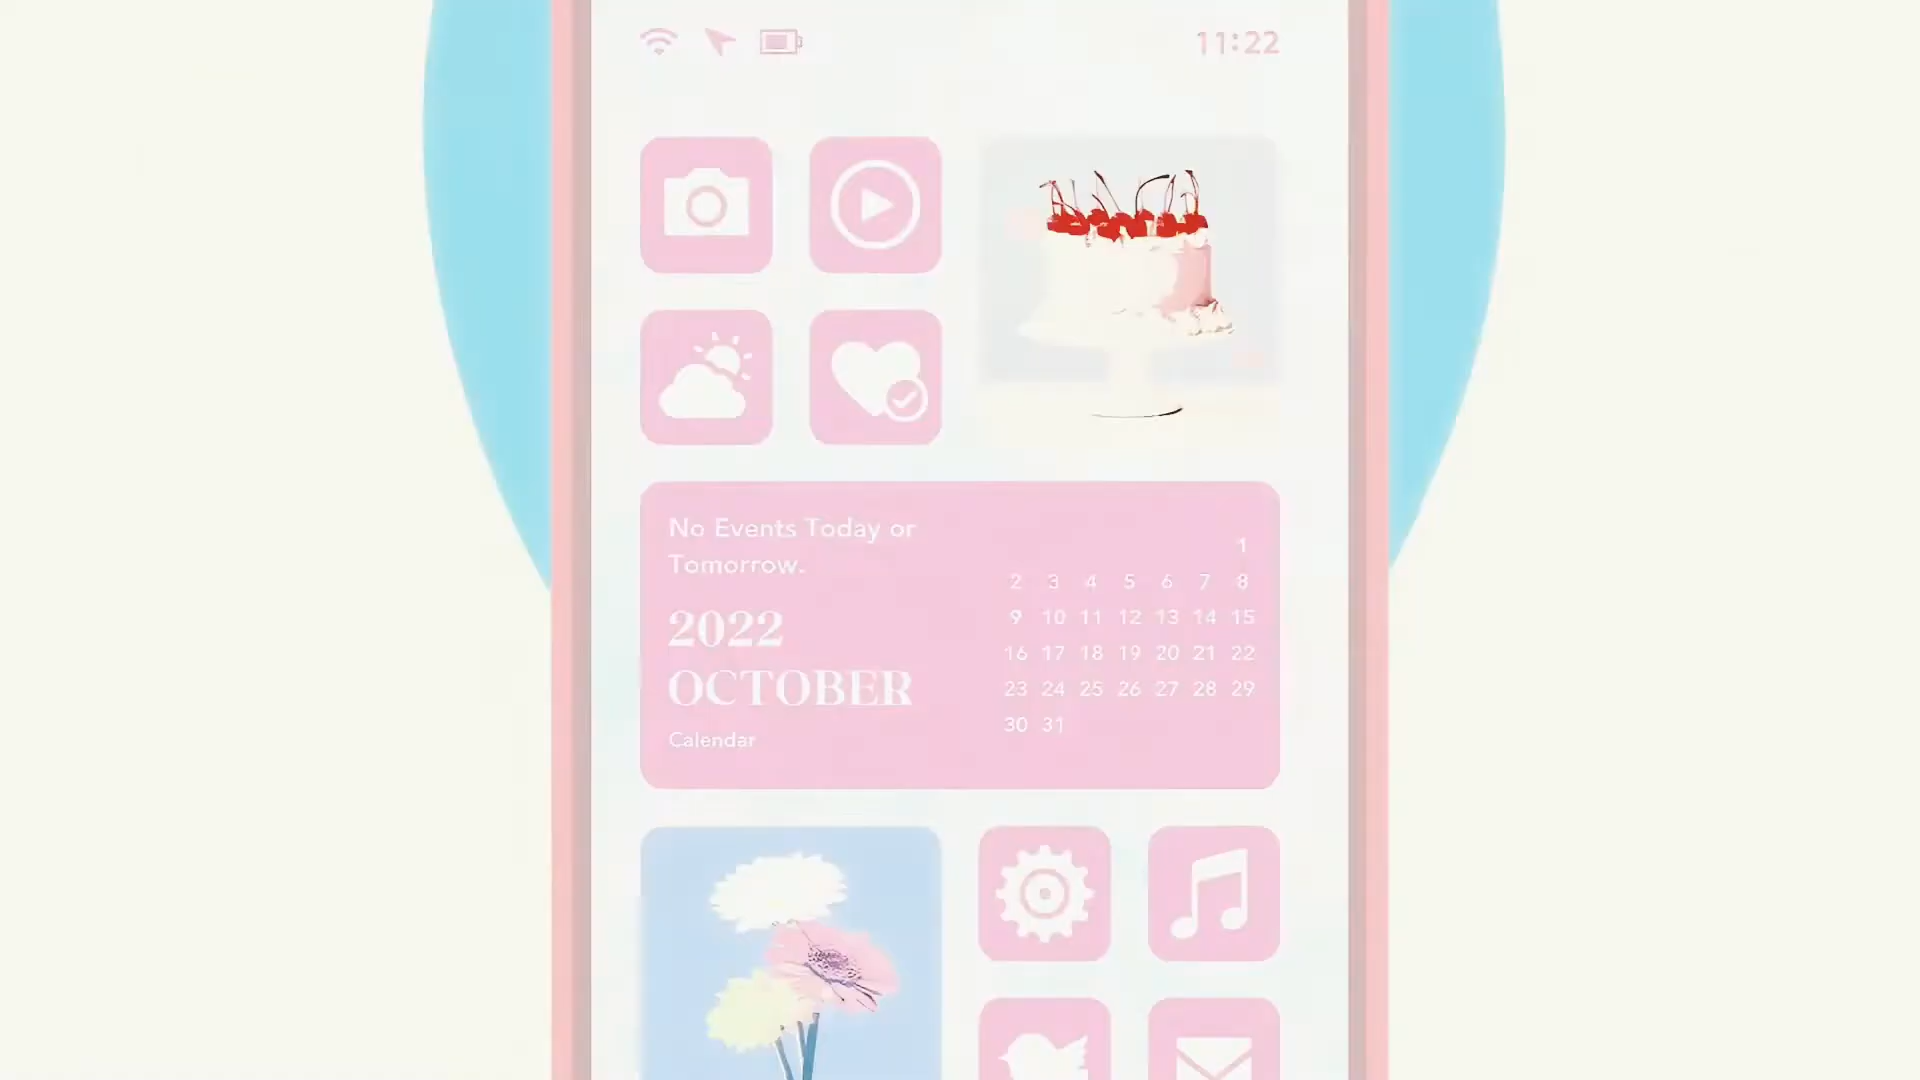 11:22
No Events Today or
Tomorrow.
2022
OCTOBER
Calendar
1
2 3 4 5 6 7 8
9 10 11 12 13 14 15
16 17 18 19 20 21 22
23 24 25 26 27 28 29
30 31